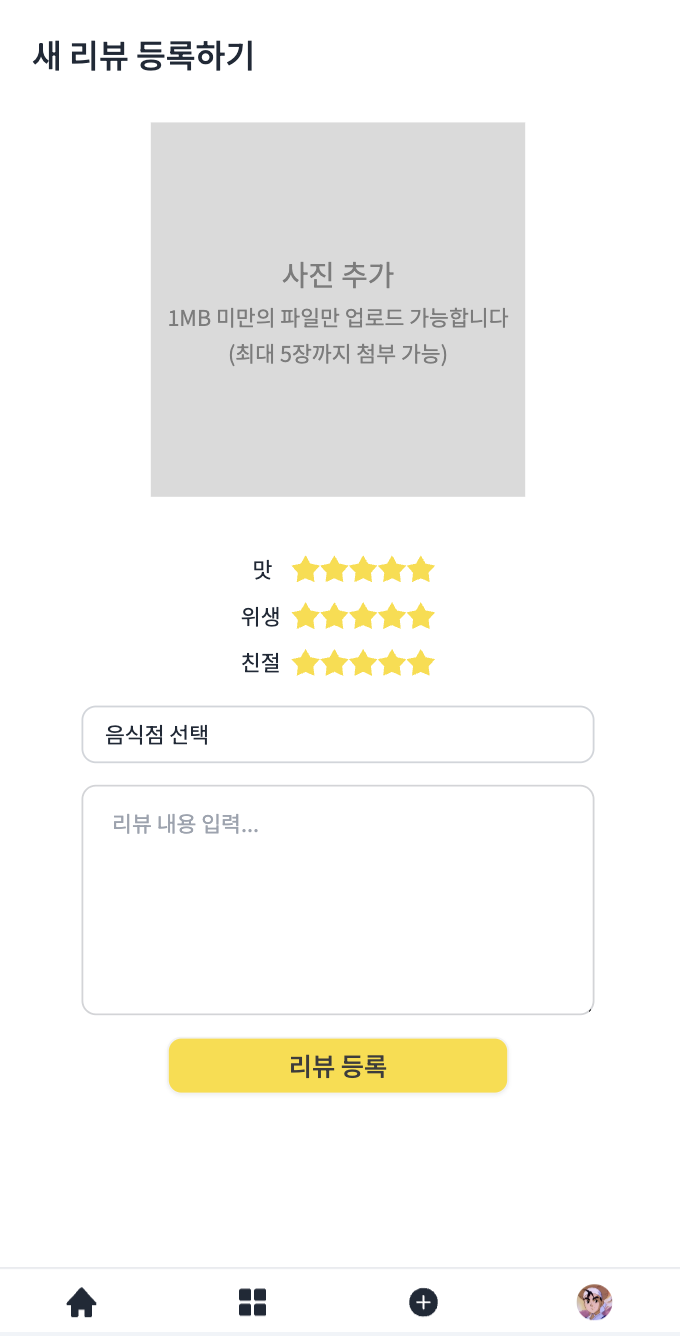 새 리뷰 등록하기
사진 추가
1MB 미만의 파일만 업로드 가능합니다
(최대 5장까지 첨부 가능)
맛
위생
친절
음식점 선택
리뷰 내용 입력...
리뷰 등록